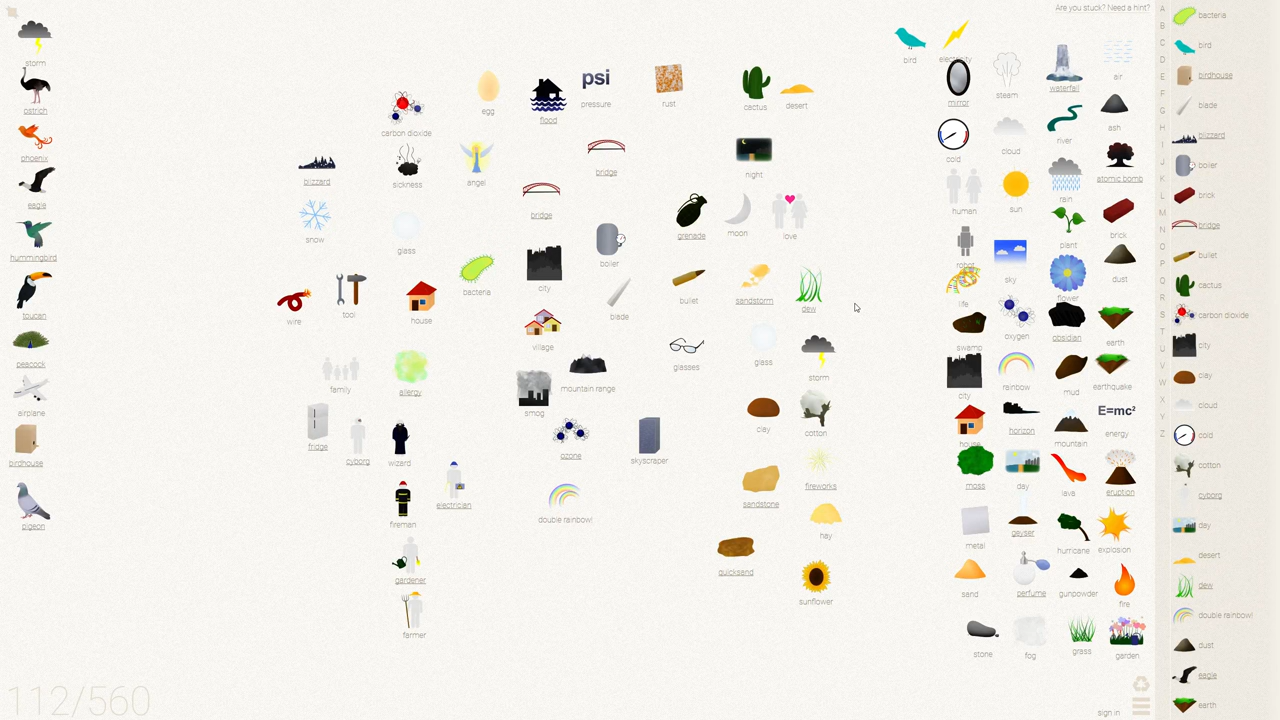 Are you stuck? Need a hint?
storm
ostrich
phoenix
eagle
hummingbird
toucan
peacock
airplane
birdhouse
pigeon
112/560
blizzard
snow
wire
tool
family
fridge
cyborg
wizard
carbon dioxide
sickness
glass
house
allergy
fireman
electrician
gardener
farmer
egg
angel
bacteria
flood
bridge
city
village
smog
mountain range
ozone
double rainbow!
psi
pressure
bridge
boiler
blade
skyscraper
rust
grenade
bullet
glasses
cactus
desert
night
moon
love
sandstorm
dew
glass
storm
clay
cotton
sandstone
fireworks
hay
quicksand
sunflower
bird
electricity
mirror
cold
human
robot
life
swamp
city
house
moss
metal
sand
stone
steam
cloud
sun
sky
oxygen
rainbow
horizon
day
geyser
perfume
fog
waterfall
river
rain
plant
flower
obsidian
mud
mountain
lava
hurricane
gunpowder
grass
air
ash
atomic bomb
brick
dust
earth
earthquake
E=mc²
energy
eruption
explosion
fire
garden
sign in
A
B
C
D
E
F
G
H
I
J
K
L
M
N
O
P
Q
R
S
T
U
V
W
X
Y
Z
bacteria
bird
birdhouse
blade
blizzard
boiler
brick
bridge
bullet
cactus
carbon dioxide
city
clay
cloud
cold
cotton
cyborg
day
desert
dew
double rainbow!
dust
eagle
earth